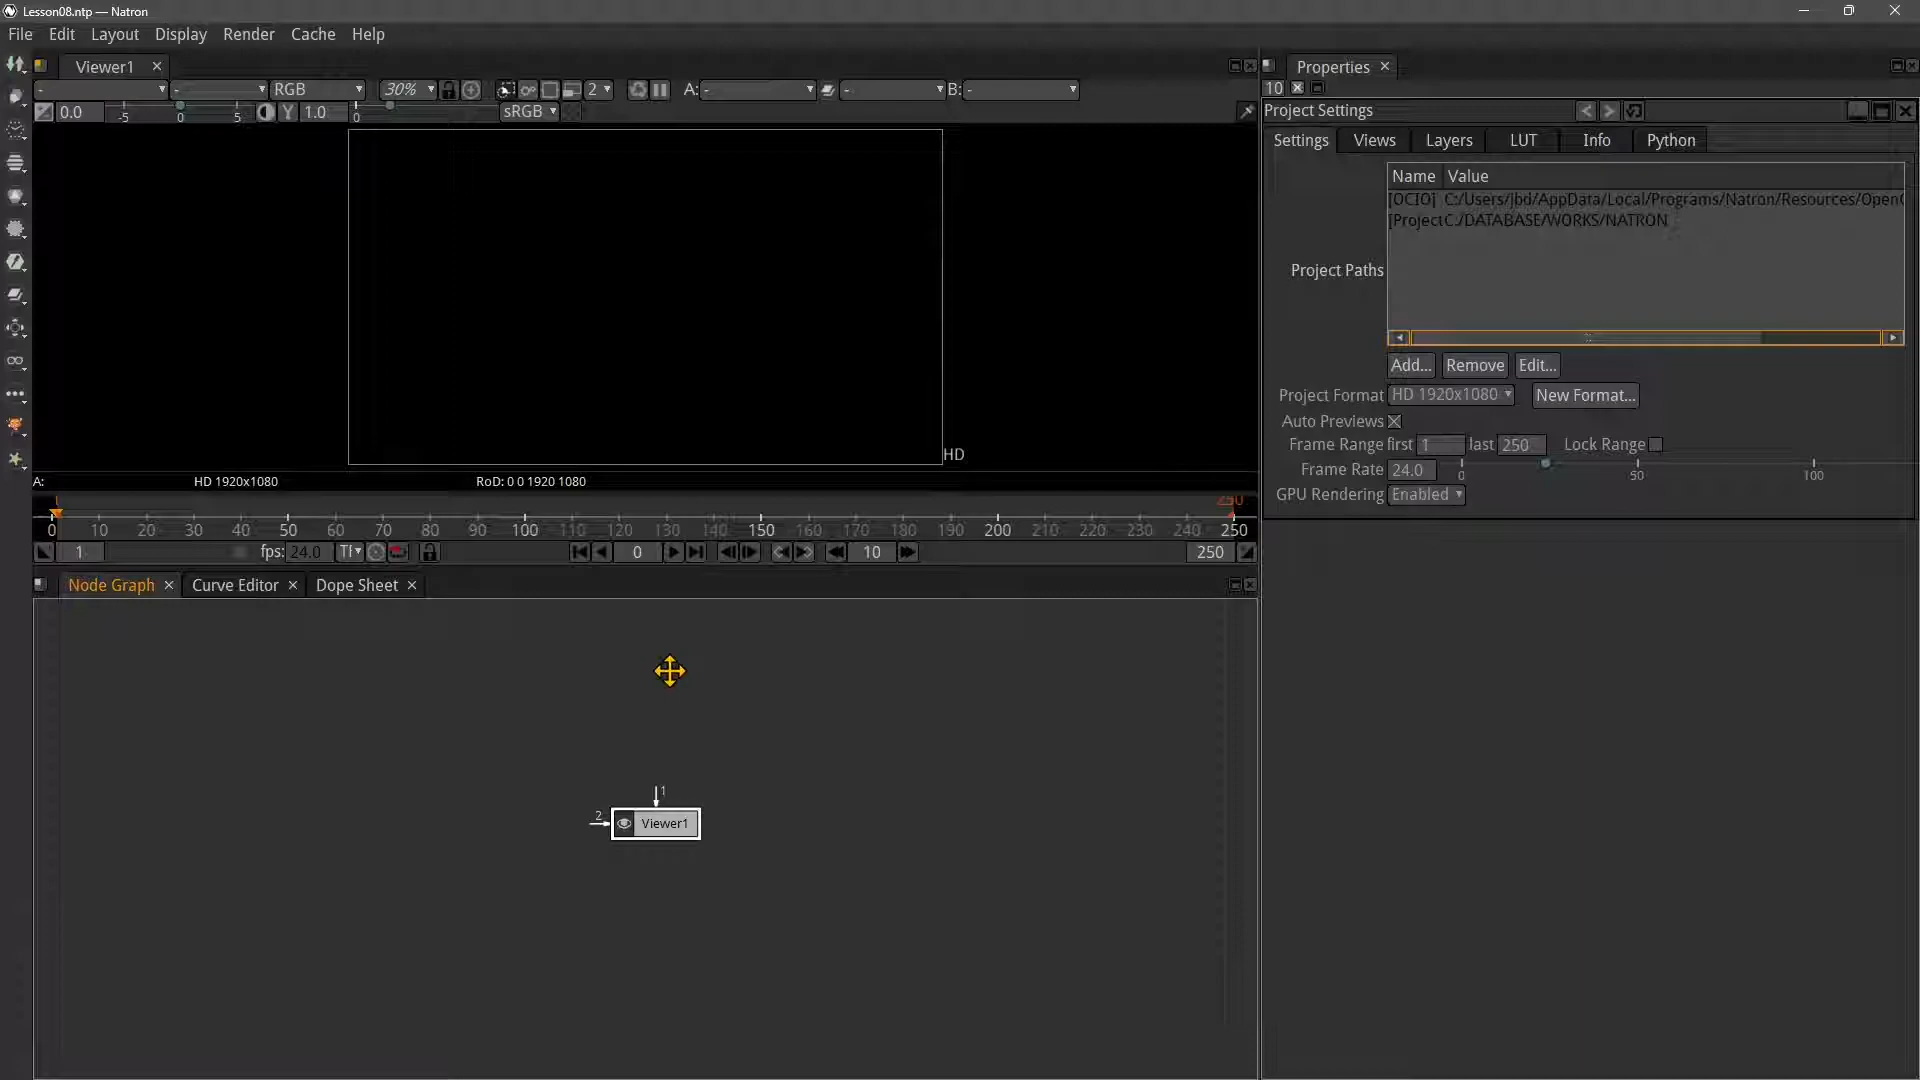 Lesson08.ntp — Natron
File Edit Layout Display Render Cache Help
Viewer1
- - RGB 30% 2 A: - - B: -
0.0 -5 0 5 Y 1.0 0 sRGB
HD
A: HD 1920x1080 RoD: 0 0 1920 1080
250
0 10 20 30 40 50 60 70 80 90 100 110 120 130 140 150 160 170 180 190 200 210 220 230 240 250
1 fps: 24.0 0 10 250
Node Graph Curve Editor Dope Sheet
1
2
Viewer1
Properties
10
Project Settings
Settings Views Layers LUT Info Python
Name Value
[OCIO] C:/Users/jbd/AppData/Local/Programs/Natron/Resources/Open
[Project C:/DATABASE/WORKS/NATRON
Project Paths
Add... Remove Edit...
Project Format HD 1920x1080 New Format...
Auto Previews
Frame Range first 1 last 250 Lock Range
Frame Rate 24.0 0 50 100
GPU Rendering Enabled